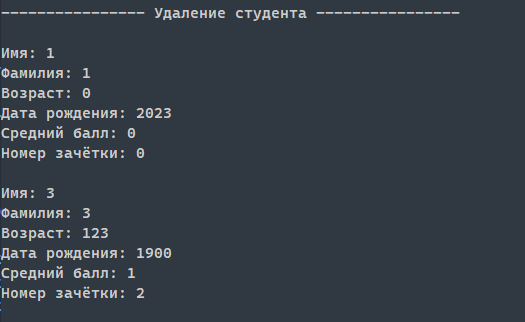 ---------------- Удаление студента ----------------
Имя: 1
Фамилия: 1
Возраст: 0
Дата рождения: 2023
Средний балл: 0
Номер зачётки: 0
Имя: 3
Фамилия: 3
Возраст: 123
Дата рождения: 1900
Средний балл: 1
Номер зачётки: 2